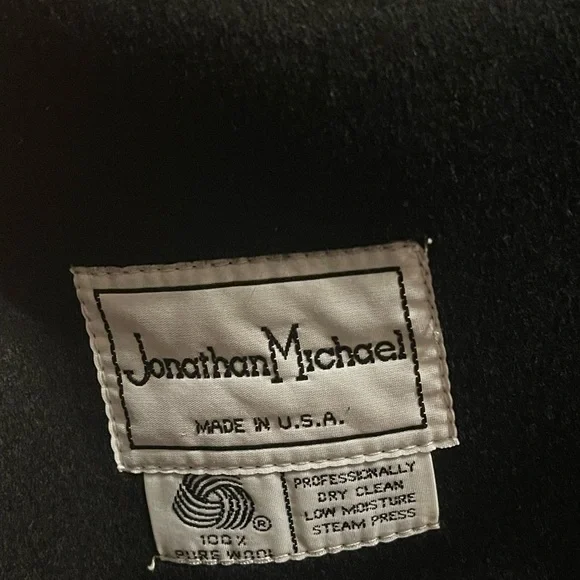 Jonathan Michael
MADE IN U.S.A.
®
100%
PURE WOOL
PROFESSIONALLY
DRY CLEAN
LOW MOISTURE
STEAM PRESS